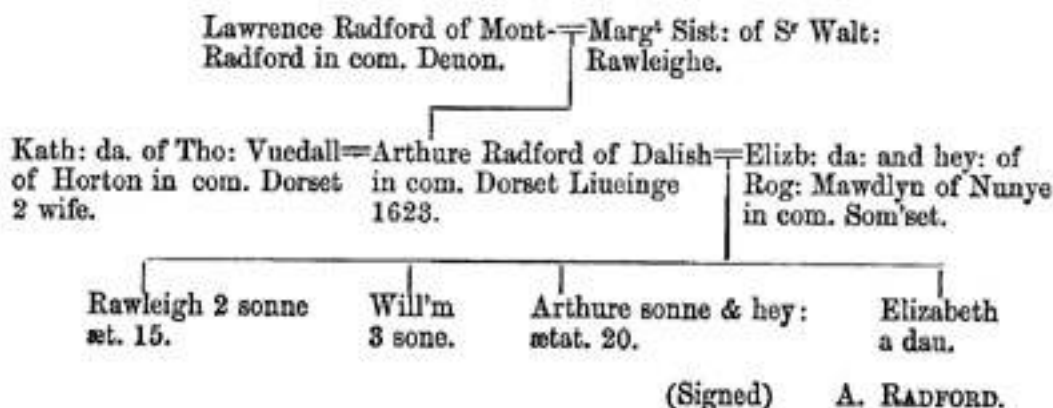 Lawrence Radford of Mont-
Radford in com. Deuon.
Margᵗ Sist: of Sʳ Walt:
Rawleighe.
Kath: da. of Tho: Vuedall
of Horton in com. Dorset
2 wife.
Arthure Radford of Dalish
in com. Dorset Liueinge
1623.
Elizb: da: and hey: of
Rog: Mawdlyn of Nunye
in com. Som'set.
Rawleigh 2 sonne
æt. 15.
Will'm
3 sone.
Arthure sonne & hey:
ætat. 20.
Elizabeth
a dau.
(Signed) A. RADFORD.